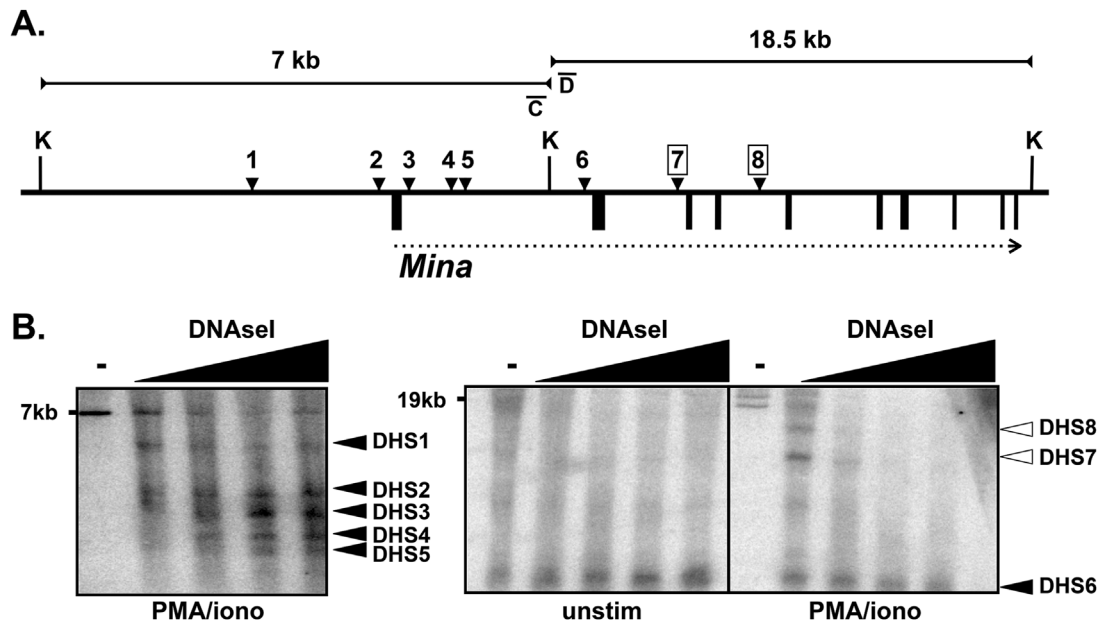 A.
7 kb
18.5 kb
C
D
K
1
2
3
4
5
K
6
7
8
K
Mina
B.
DNAseI
DNAseI
DNAseI
-
-
-
7kb
DHS1
DHS2
DHS3
DHS4
DHS5
19kb
DHS8
DHS7
DHS6
PMA/iono
unstim
PMA/iono